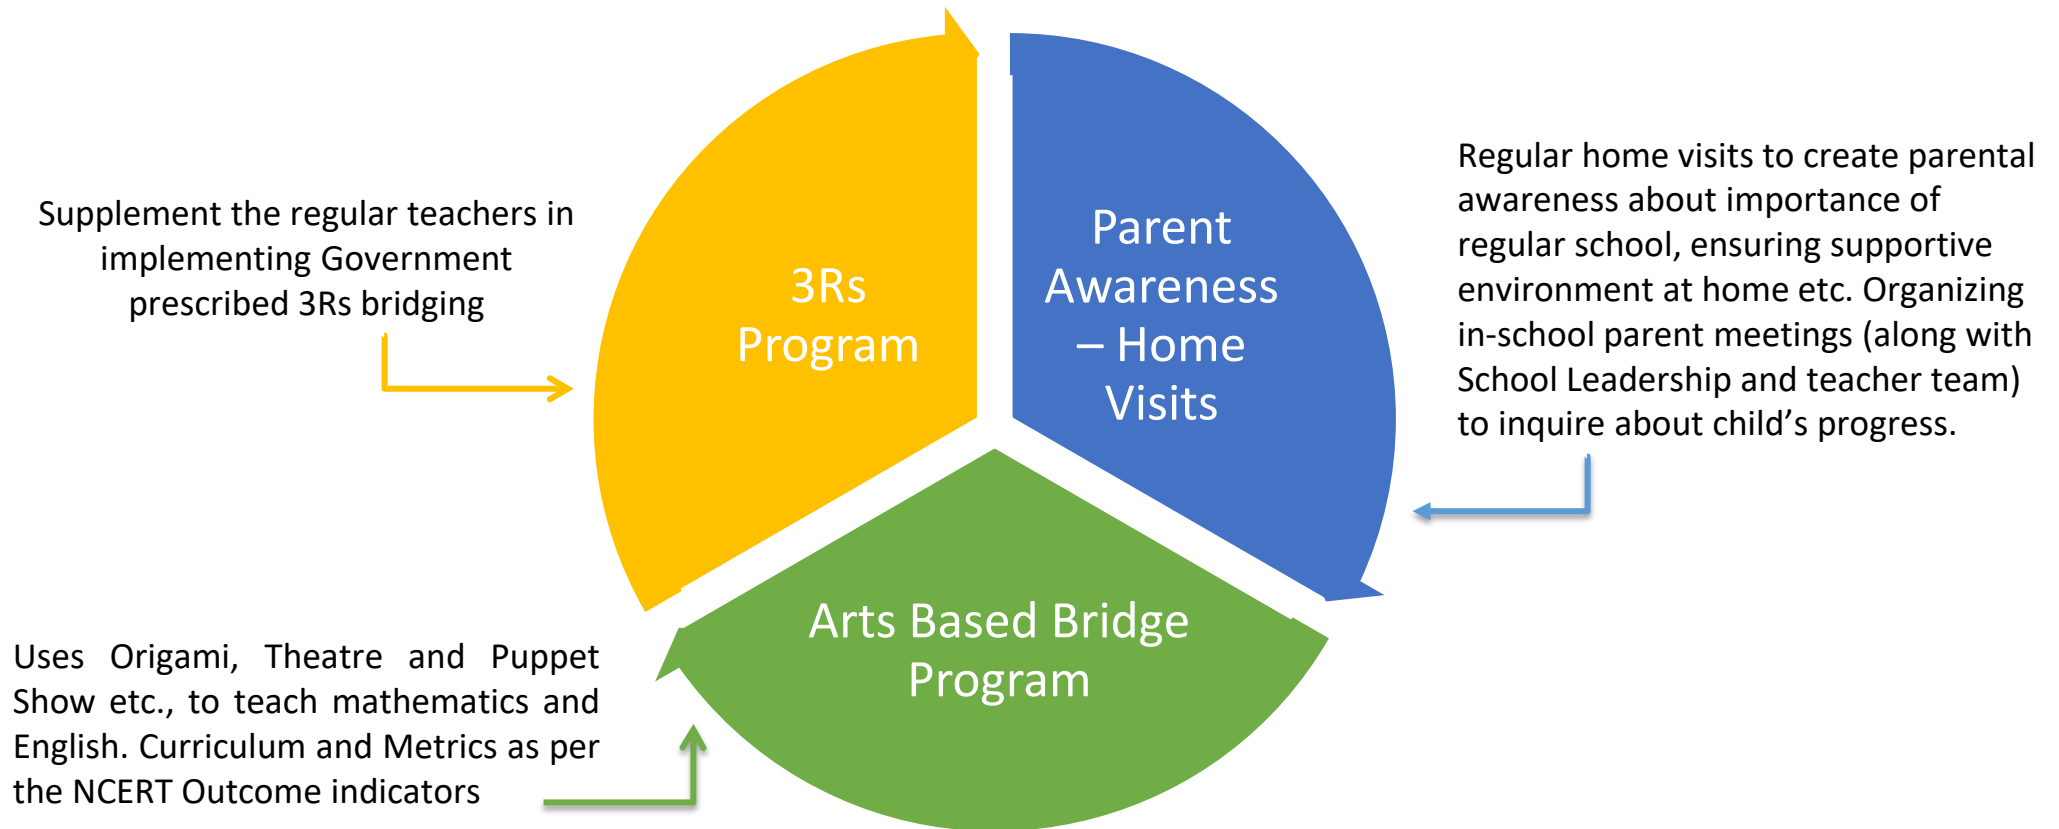 Supplement the regular teachers in
implementing Government
prescribed 3Rs bridging
3Rs
Program
Parent
Awareness
– Home
Visits
Regular home visits to create parental
awareness about importance of
regular school, ensuring supportive
environment at home etc. Organizing
in-school parent meetings (along with
School Leadership and teacher team)
to inquire about child’s progress.
Arts Based Bridge
Program
Uses Origami, Theatre and Puppet
Show etc., to teach mathematics and
English. Curriculum and Metrics as per
the NCERT Outcome indicators